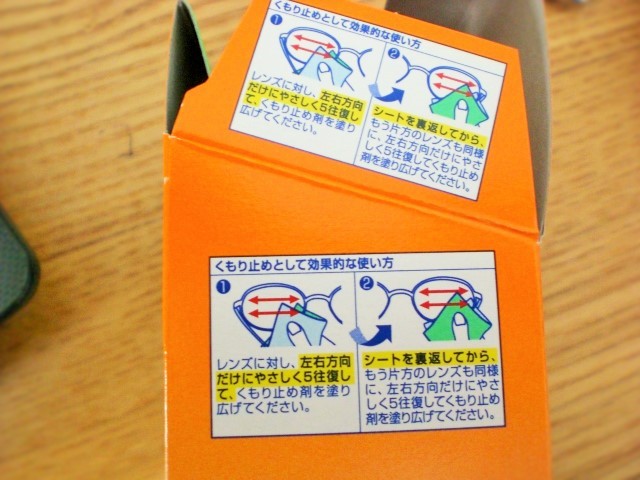 くもり止めとして効果的な使い方
1
レンズに対し、左右方向
だけにやさしく5往復し
て、くもり止め剤を塗り
広げてください。
2
シートを裏返してから、
もう片方のレンズも同様
に、左右方向だけにやさ
しく5往復してくもり止め
剤を塗り広げてください。
くもり止めとして効果的な使い方
1
レンズに対し、左右方向
だけにやさしく5往復し
て、くもり止め剤を塗り
広げてください。
2
シートを裏返してから、
もう片方のレンズも同様
に、左右方向だけにやさ
しく5往復してくもり止め
剤を塗り広げてください。